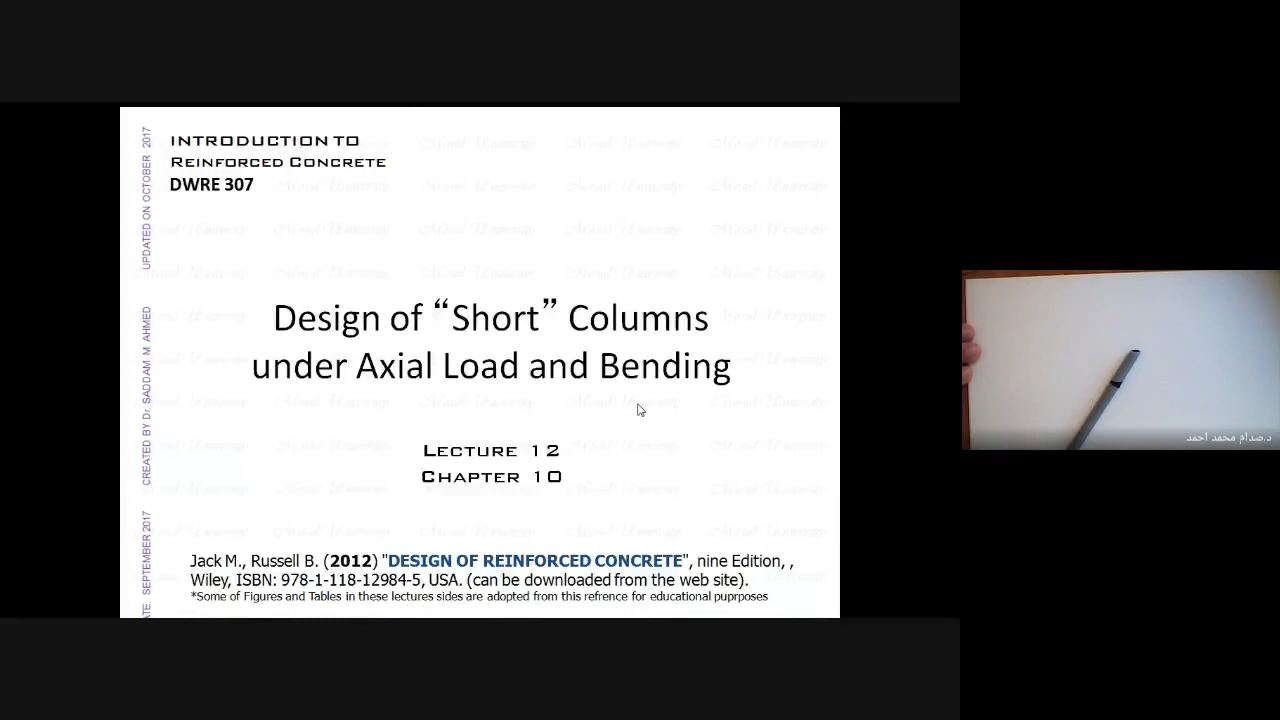 INTRODUCTION TO
REINFORCED CONCRETE
DWRE 307
UPDATED ON OCTOBER 2017
CREATED BY Dr. SADDAM M AHMED
ATE: SEPTEMBER 2017
Design of “Short” Columns
under Axial Load and Bending
LECTURE 12
CHAPTER 10
Jack M., Russell B. (2012) "DESIGN OF REINFORCED CONCRETE", nine Edition, ,
Wiley, ISBN: 978-1-118-12984-5, USA. (can be downloaded from the web site).
*Some of Figures and Tables in these lectures sides are adopted from this refrence for educational puprposes
د.صدام محمد احمد